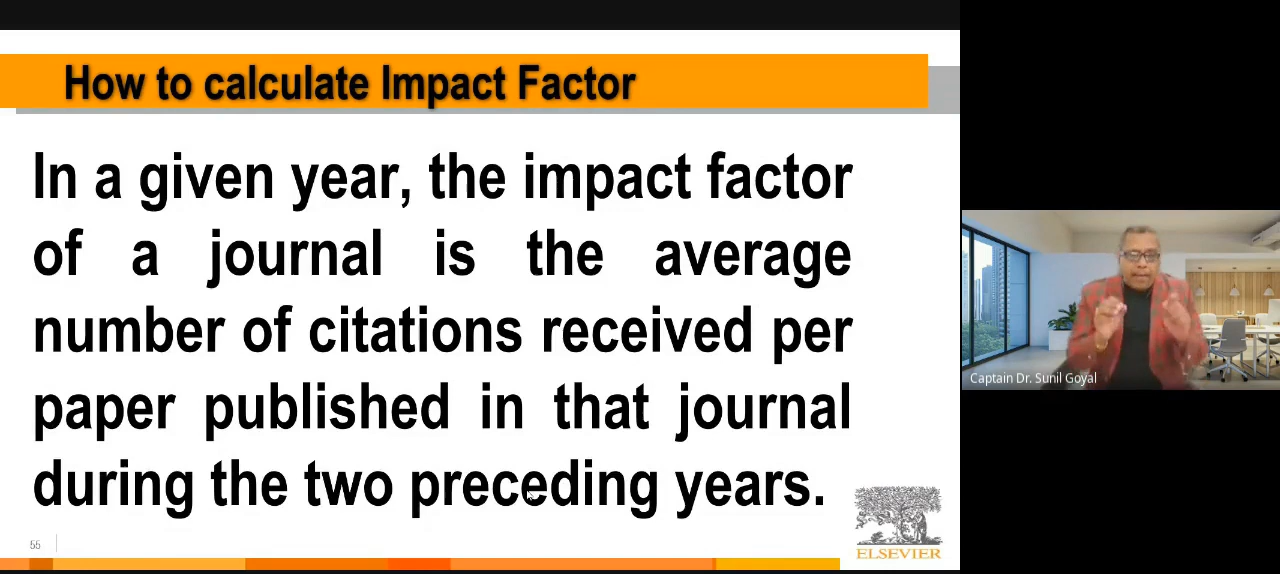 How to calculate Impact Factor
In a given year, the impact factor
of a journal is the average
number of citations received per
paper published in that journal
during the two preceding years.
55
ELSEVIER
Captain Dr. Sunil Goyal